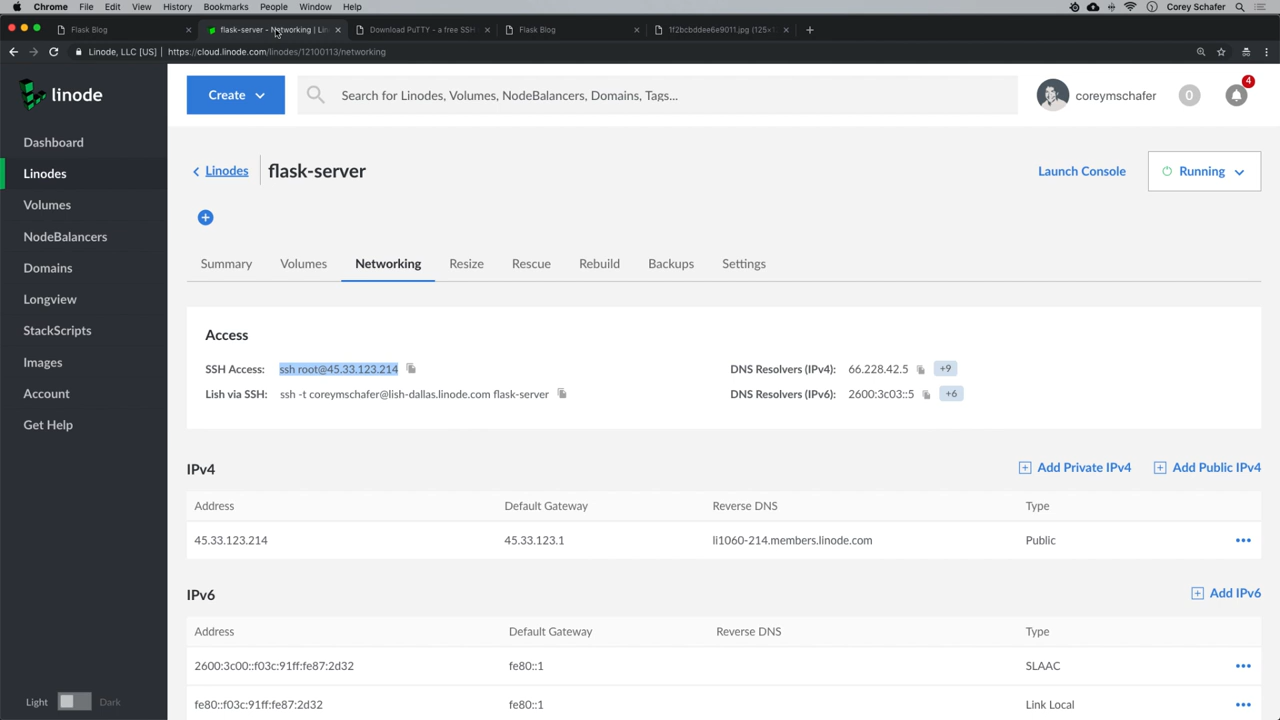 Chrome File Edit View History Bookmarks People Window Help Corey Schafer
Flask Blog flask-server - Networking | Lin Download PuTTY - a free SSH Flask Blog 1f2bcbddee6e9011.jpg (125×1
Linode, LLC [US] | https://cloud.linode.com/linodes/12100113/networking
linode
Create Search for Linodes, Volumes, NodeBalancers, Domains, Tags... coreymschafer 0 4
Dashboard
Linodes
Volumes
NodeBalancers
Domains
Longview
StackScripts
Images
Account
Get Help
Light Dark
Linodes flask-server Launch Console Running
Summary Volumes Networking Resize Rescue Rebuild Backups Settings
Access
SSH Access: ssh root@45.33.123.214 DNS Resolvers (IPv4): 66.228.42.5 +9
Lish via SSH: ssh -t coreymschafer@lish-dallas.linode.com flask-server DNS Resolvers (IPv6): 2600:3c03::5 +6
IPv4 Add Private IPv4 Add Public IPv4
Address Default Gateway Reverse DNS Type
45.33.123.214 45.33.123.1 li1060-214.members.linode.com Public
IPv6 Add IPv6
Address Default Gateway Reverse DNS Type
2600:3c00::f03c:91ff:fe87:2d32 fe80::1 SLAAC
fe80::f03c:91ff:fe87:2d32 fe80::1 Link Local